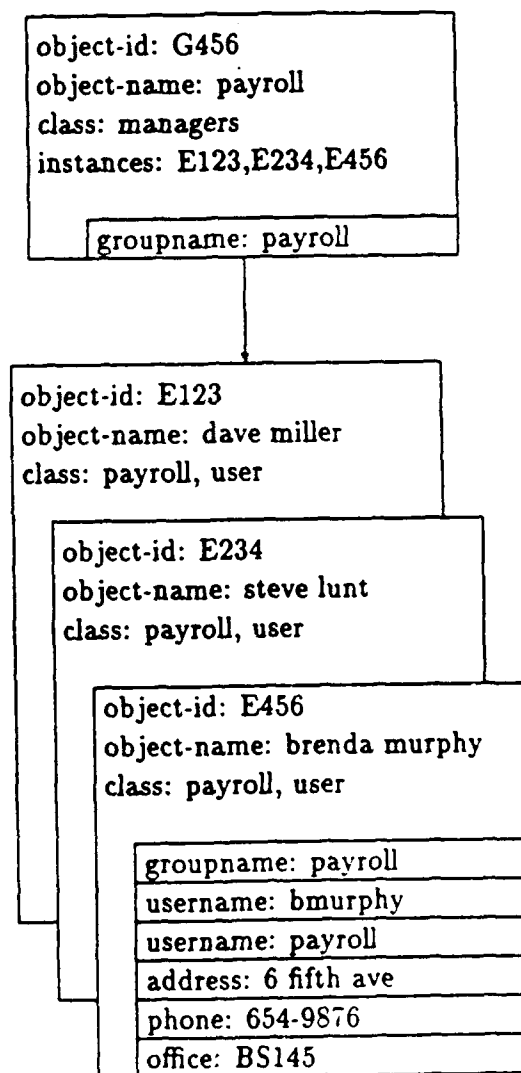 object-id: G456
object-name: payroll
class: managers
instances: E123,E234,E456
groupname: payroll
object-id: E123
object-name: dave miller
class: payroll, user
object-id: E234
object-name: steve lunt
class: payroll, user
object-id: E456
object-name: brenda murphy
class: payroll, user
groupname: payroll
username: bmurphy
username: payroll
address: 6 fifth ave
phone: 654-9876
office: BS145